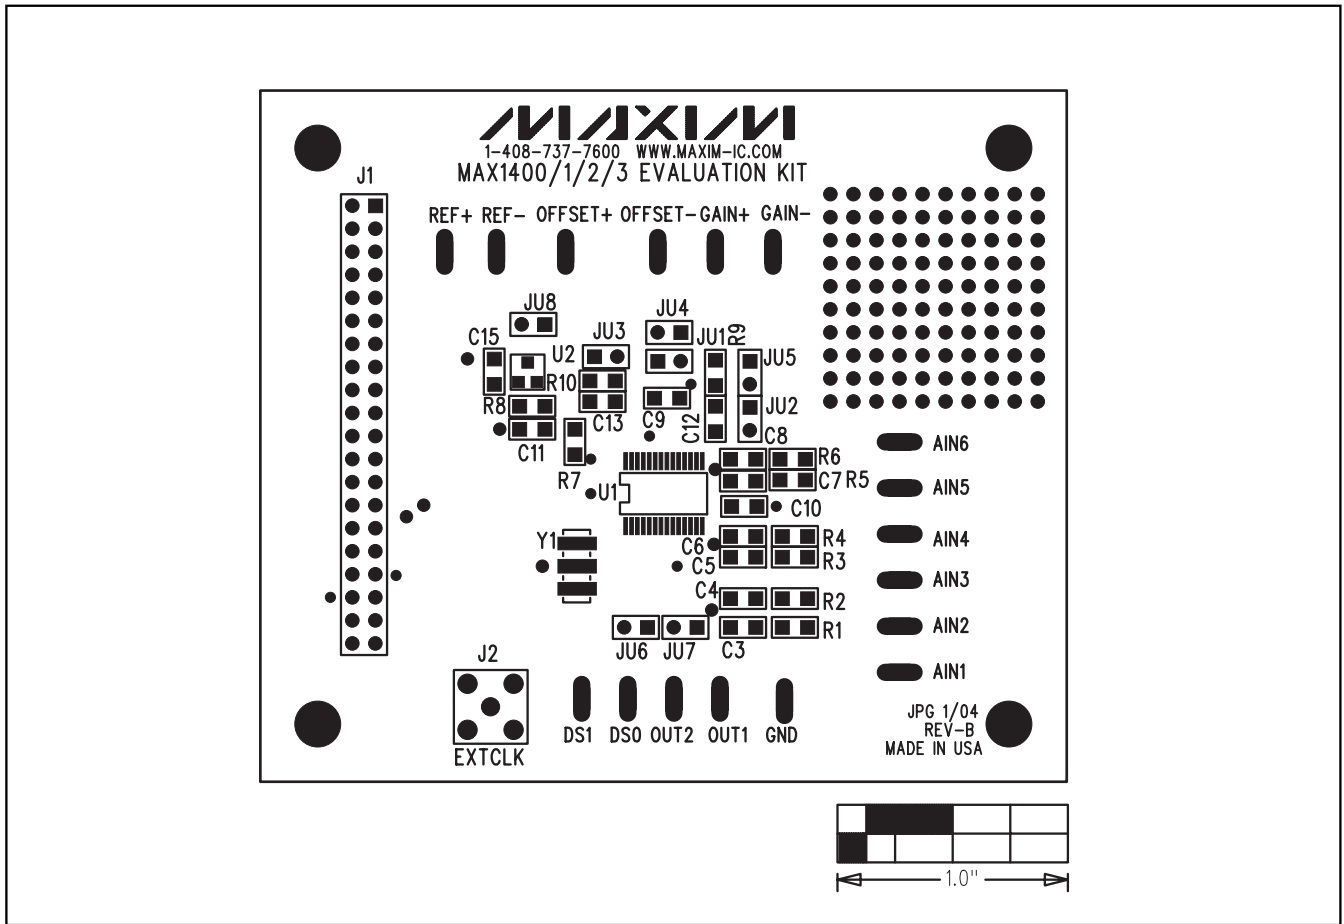 MAXIM
1-408-737-7600 WWW.MAXIM-IC.COM
MAX1400/1/2/3 EVALUATION KIT
J1
REF+ REF- OFFSET+ OFFSET- GAIN+ GAIN-
JU8
JU4
C15
JU3
JU1
R9
U2
JU5
R10
R8
JU2
C13
C9
C12
C11
C8
R7
R6
C7 R5
U1
C10
Y1
C6
R4
C5
R3
C4
R2
R1
JU6 JU7 C3
AIN6
AIN5
AIN4
AIN3
AIN2
AIN1
J2
EXTCLK
DS1 DS0 OUT2 OUT1 GND
JPG 1/04
REV-B
MADE IN USA
1.0"